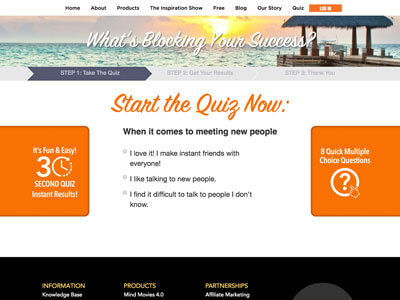 Home About Products The Inspiration Show Free Blog Our Story Quiz LOG IN
What's Blocking Your Success?
STEP 1: Take The Quiz STEP 2: Get Your Results STEP 3: Thank You
Start the Quiz Now:
It's Fun & Easy!
30
SECOND QUIZ
Instant Results!
When it comes to meeting new people
I love it! I make instant friends with
everyone!
I like talking to new people.
I find it difficult to talk to people I don't
know.
8 Quick Multiple
Choice Questions
?
INFORMATION PRODUCTS PARTNERSHIPS
Knowledge Base Mind Movies 4.0 Affiliate Marketing